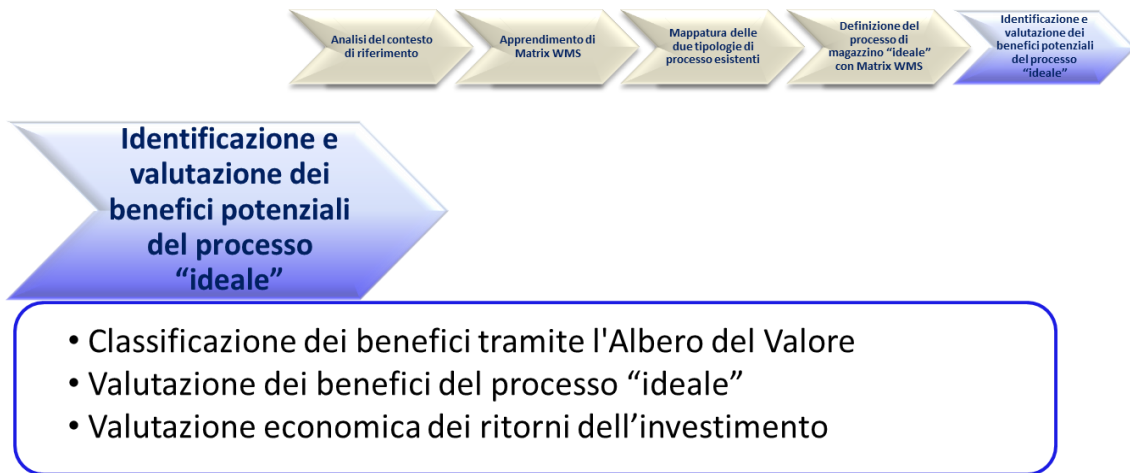 Analisi del contesto
di riferimento
Apprendimento di
Matrix WMS
Mappatura delle
due tipologie di
processo esistenti
Definizione del
processo di
magazzino “ideale”
con Matrix WMS
Identificazione e
valutazione dei
benefici potenziali
del processo
“ideale”
Identificazione e
valutazione dei
benefici potenziali
del processo
“ideale”
• Classificazione dei benefici tramite l'Albero del Valore
• Valutazione dei benefici del processo “ideale”
• Valutazione economica dei ritorni dell’investimento